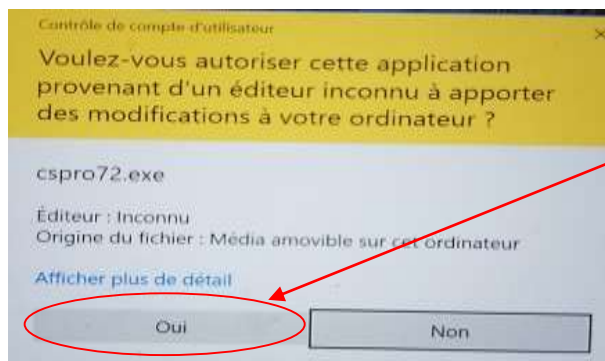 Contrôle de compte d'utilisateur
×
Voulez-vous autoriser cette application
provenant d'un éditeur inconnu à apporter
des modifications à votre ordinateur ?
cspro72.exe
Éditeur : Inconnu
Origine du fichier : Média amovible sur cet ordinateur
Afficher plus de détail
Oui
Non